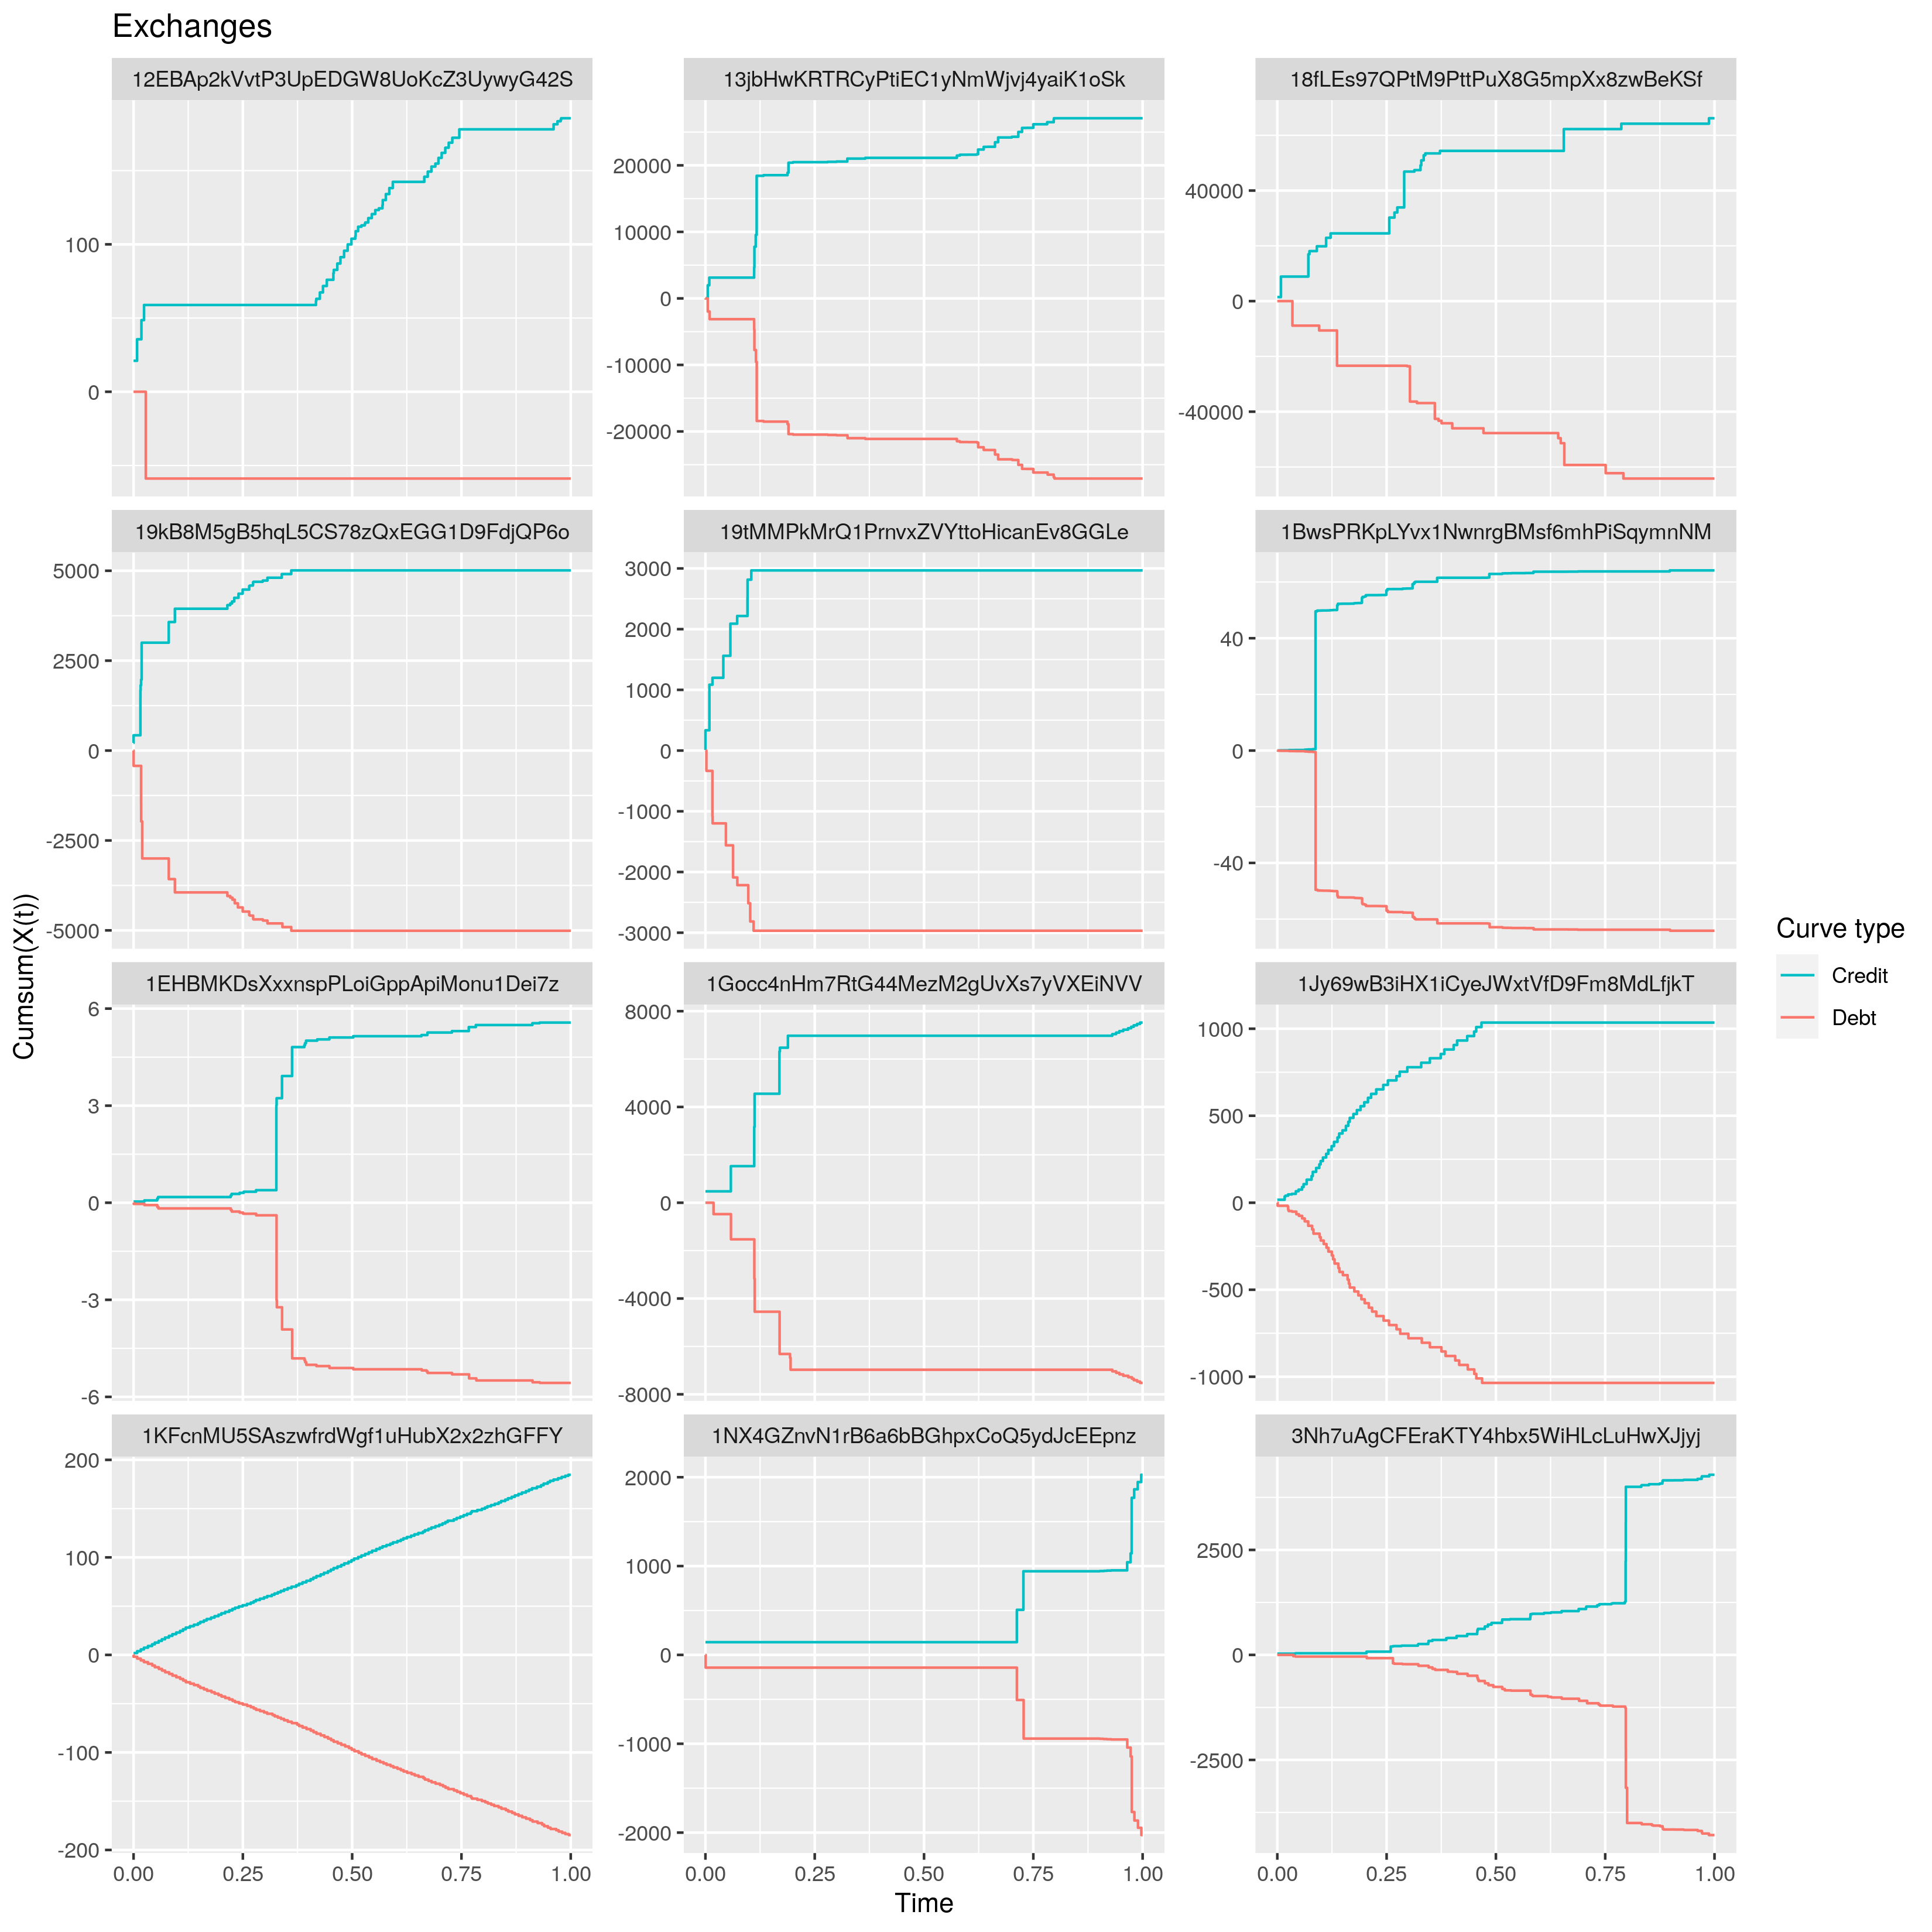 Exchanges
12EBAp2kVvtP3UpEDGW8UoKcZ3UywyG42S
13jbHwKRTRCyPtiEC1yNmWjvj4yaiK1oSk
18fLEs97QPtM9PttPuX8G5mpXx8zwBeKSf
100
0
20000
10000
0
-10000
-20000
40000
0
-40000
19kB8M5gB5hqL5CS78zQxEGG1D9FdjQP6o
19tMMPkMrQ1PrnvxZVYttoHicanEv8GGLe
1BwsPRKpLYvx1NwnrgBMsf6mhPiSqymnNM
5000
2500
0
-2500
-5000
3000
2000
1000
0
-1000
-2000
-3000
40
0
-40
1EHBMKDsXxxnspPLoiGppApiMonu1Dei7z
1Gocc4nHm7RtG44MezM2gUvXs7yVXEiNVV
1Jy69wB3iHX1iCyeJWxtVfD9Fm8MdLfjkT
6
3
0
-3
-6
8000
4000
0
-4000
-8000
1000
500
0
-500
-1000
1KFcnMU5SAszwfrdWgf1uHubX2x2zhGFFY
1NX4GZnvN1rB6a6bBGhpxCoQ5ydJcEEpnz
3Nh7uAgCFEraKTY4hbx5WiHLcLuHwXJjyj
200
100
0
-100
-200
2000
1000
0
-1000
-2000
2500
0
-2500
0.00 0.25 0.50 0.75 1.00
0.00 0.25 0.50 0.75 1.00
0.00 0.25 0.50 0.75 1.00
Time
Cumsum(X(t))
Curve type
Credit
Debt